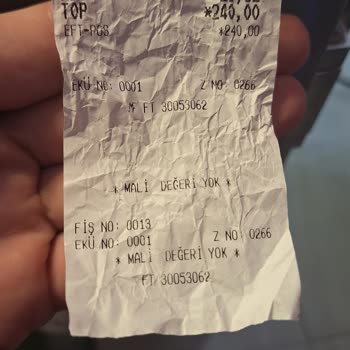 TOP *240,00
EFT-POS *240,00
EKÜ NO: 0001 Z NO: 0266
FT 30053062
* MALİ DEĞERİ YOK *
FİŞ NO: 0013
EKÜ NO: 0001 Z NO: 0266
* MALİ DEĞERİ YOK *
FT 30053062